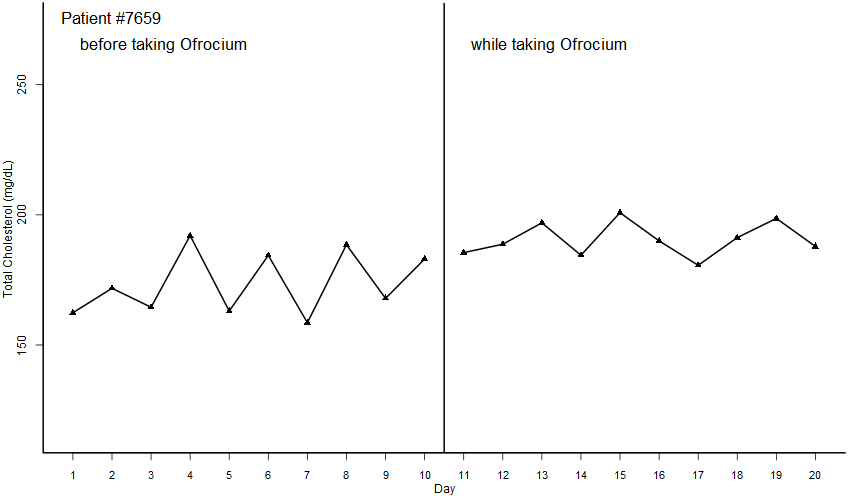 Patient #7659
before taking Ofrocium
while taking Ofrocium
Total Cholesterol (mg/dL)
250
200
150
1 2 3 4 5 6 7 8 9 10 11 12 13 14 15 16 17 18 19 20
Day